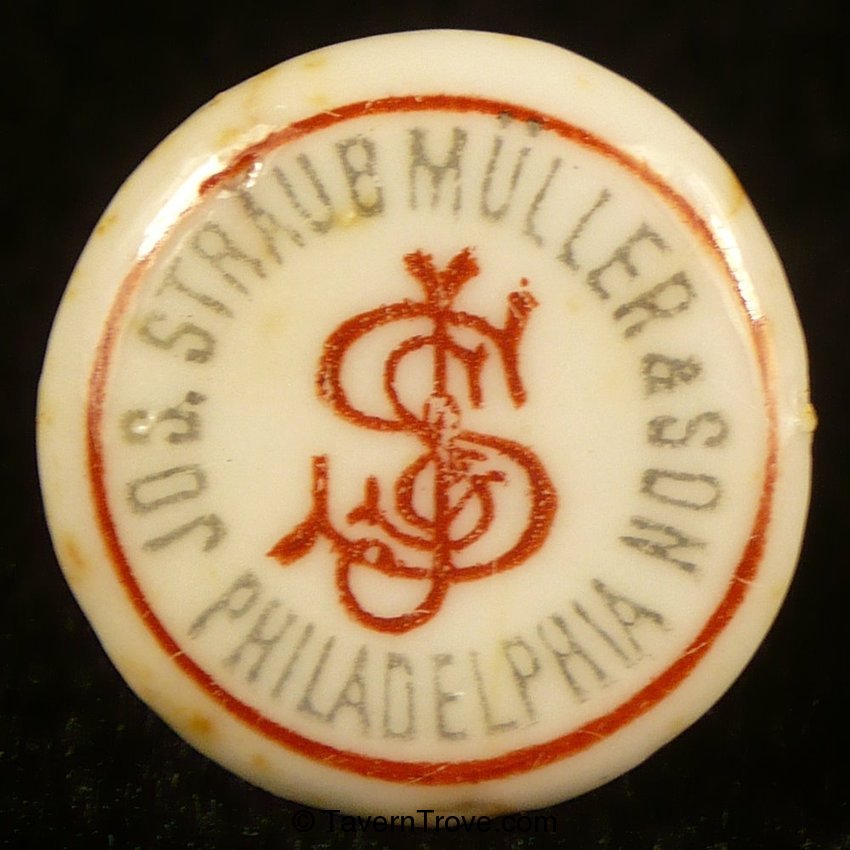 JOS. STRAUBMÜLLER & SON
PHILADELPHIA
JS
© TavernTrove.com